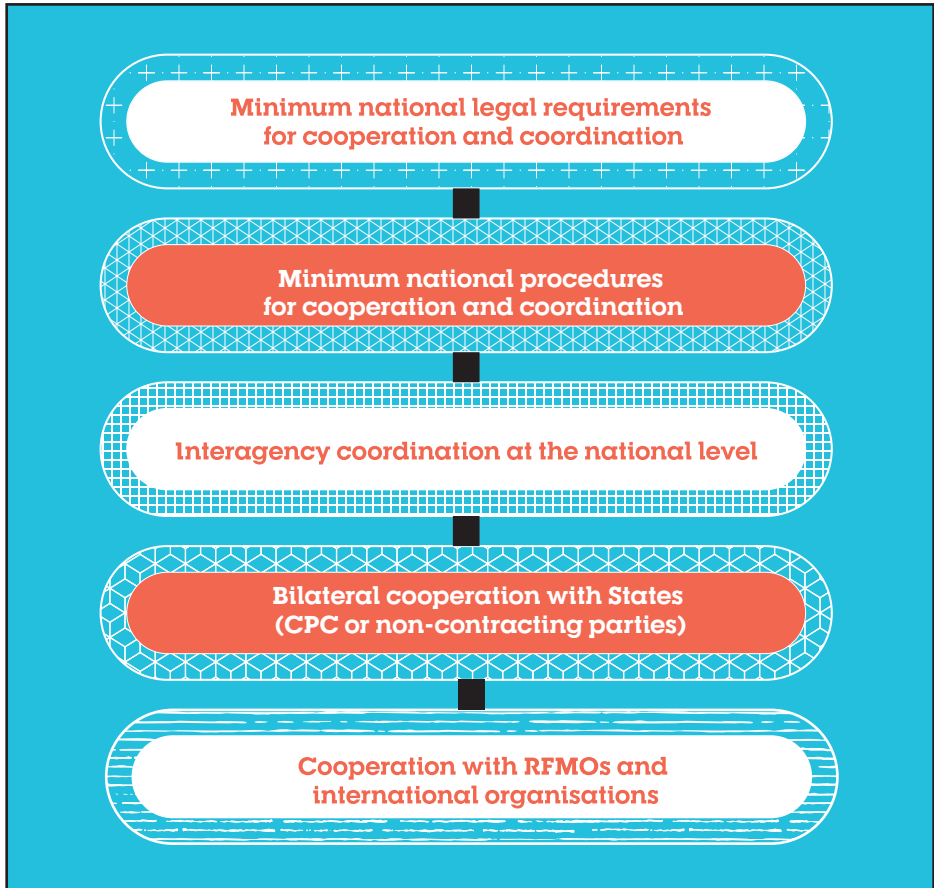 Minimum national legal requirements
for cooperation and coordination
Minimum national procedures
for cooperation and coordination
Interagency coordination at the national level
Bilateral cooperation with States
(CPC or non-contracting parties)
Cooperation with RFMOs and
international organisations